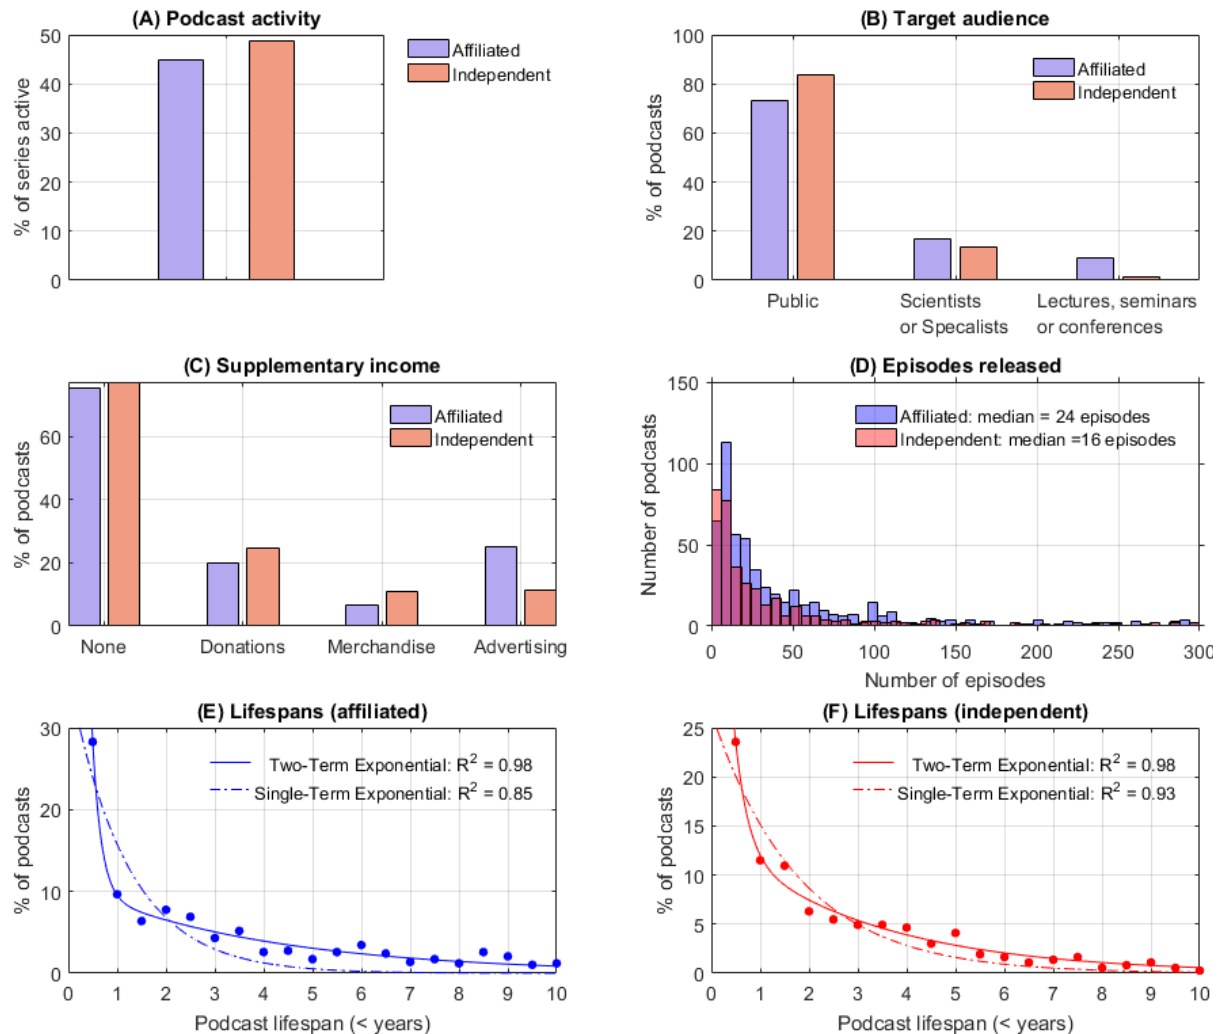 (A) Podcast activity
50
40
30
20
10
0
% of series active
Affiliated
Independent
(B) Target audience
100
80
60
40
20
0
% of podcasts
Affiliated
Independent
Public
Scientists
or Specalists
Lectures, seminars
or conferences
(C) Supplementary income
60
40
20
0
% of podcasts
Affiliated
Independent
None
Donations
Merchandise
Advertising
(D) Episodes released
150
100
50
0
Number of podcasts
Affiliated: median = 24 episodes
Independent: median =16 episodes
0 50 100 150 200 250 300
Number of episodes
(E) Lifespans (affiliated)
30
20
10
0
% of podcasts
Two-Term Exponential: R² = 0.98
Single-Term Exponential: R² = 0.85
0 1 2 3 4 5 6 7 8 9 10
Podcast lifespan (< years)
(F) Lifespans (independent)
25
20
15
10
5
0
% of podcasts
Two-Term Exponential: R² = 0.98
Single-Term Exponential: R² = 0.93
0 1 2 3 4 5 6 7 8 9 10
Podcast lifespan (< years)